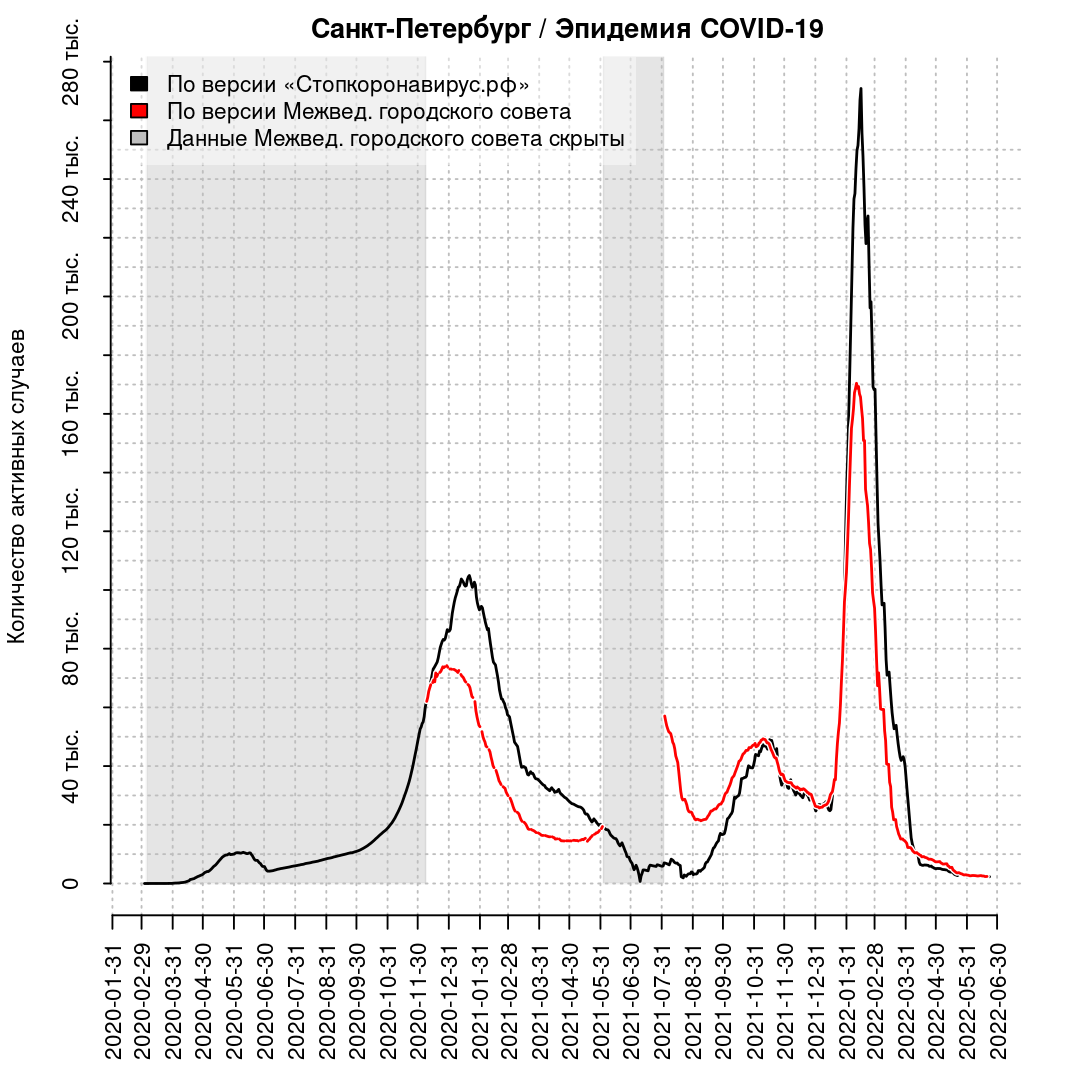 Санкт-Петербург / Эпидемия COVID-19
По версии «Стопкоронавирус.рф»
По версии Межвед. городского совета
Данные Межвед. городского совета скрыты
Количество активных случаев
280 тыс.
240 тыс.
200 тыс.
160 тыс.
120 тыс.
80 тыс.
40 тыс.
0
2020-01-31
2020-02-29
2020-03-31
2020-04-30
2020-05-31
2020-06-30
2020-07-31
2020-08-31
2020-09-30
2020-10-31
2020-11-30
2020-12-31
2021-01-31
2021-02-28
2021-03-31
2021-04-30
2021-05-31
2021-06-30
2021-07-31
2021-08-31
2021-09-30
2021-10-31
2021-11-30
2021-12-31
2022-01-31
2022-02-28
2022-03-31
2022-04-30
2022-05-31
2022-06-30